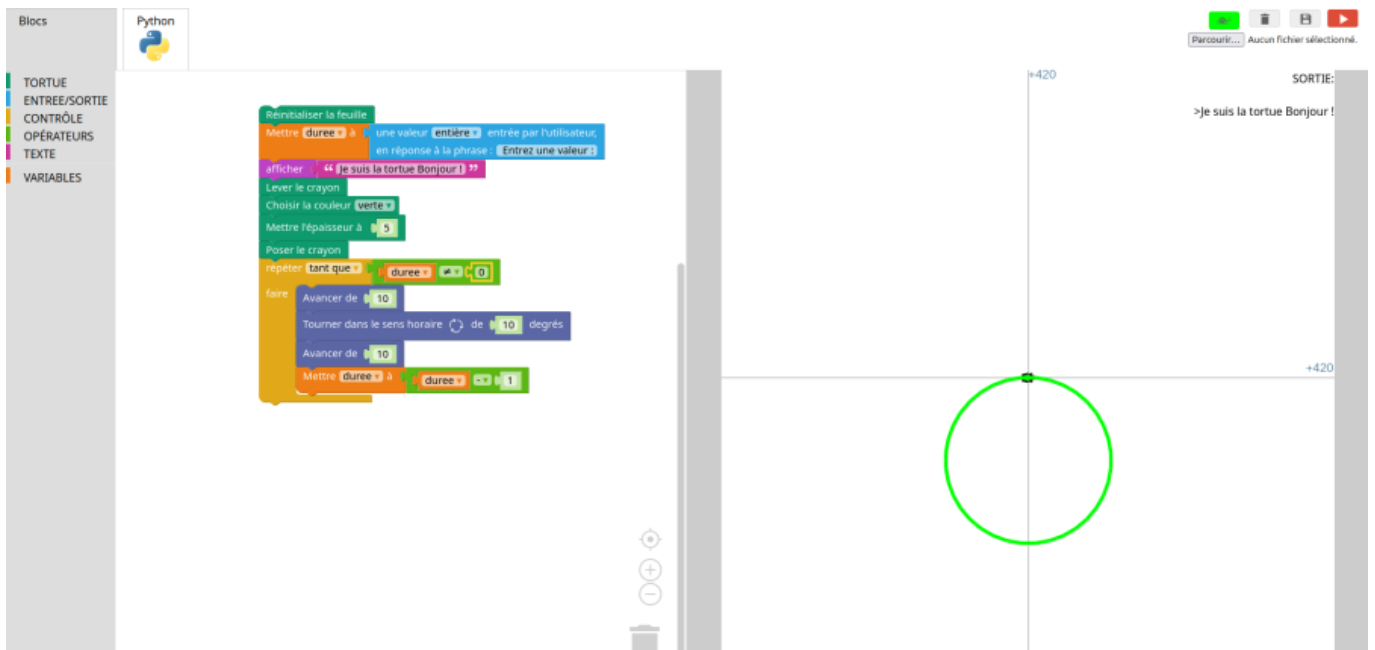 Blocs
Python
Parcourir... Aucun fichier sélectionné.
TORTUE
ENTREE/SORTIE
CONTRÔLE
OPÉRATEURS
TEXTE
VARIABLES
Réinitialiser la feuille
Mettre duree à une valeur entière entrée par l'utilisateur,
en réponse à la phrase : Entrez une valeur :
afficher “ Je suis la tortue Bonjour ! ”
Lever le crayon
Choisir la couleur verte
Mettre l'épaisseur à 5
Poser le crayon
répéter tant que duree ≠ 0
faire Avancer de 10
Tourner dans le sens horaire de 10 degrés
Avancer de 10
Mettre duree à duree - 1
+420
SORTIE:
>Je suis la tortue Bonjour !
+420